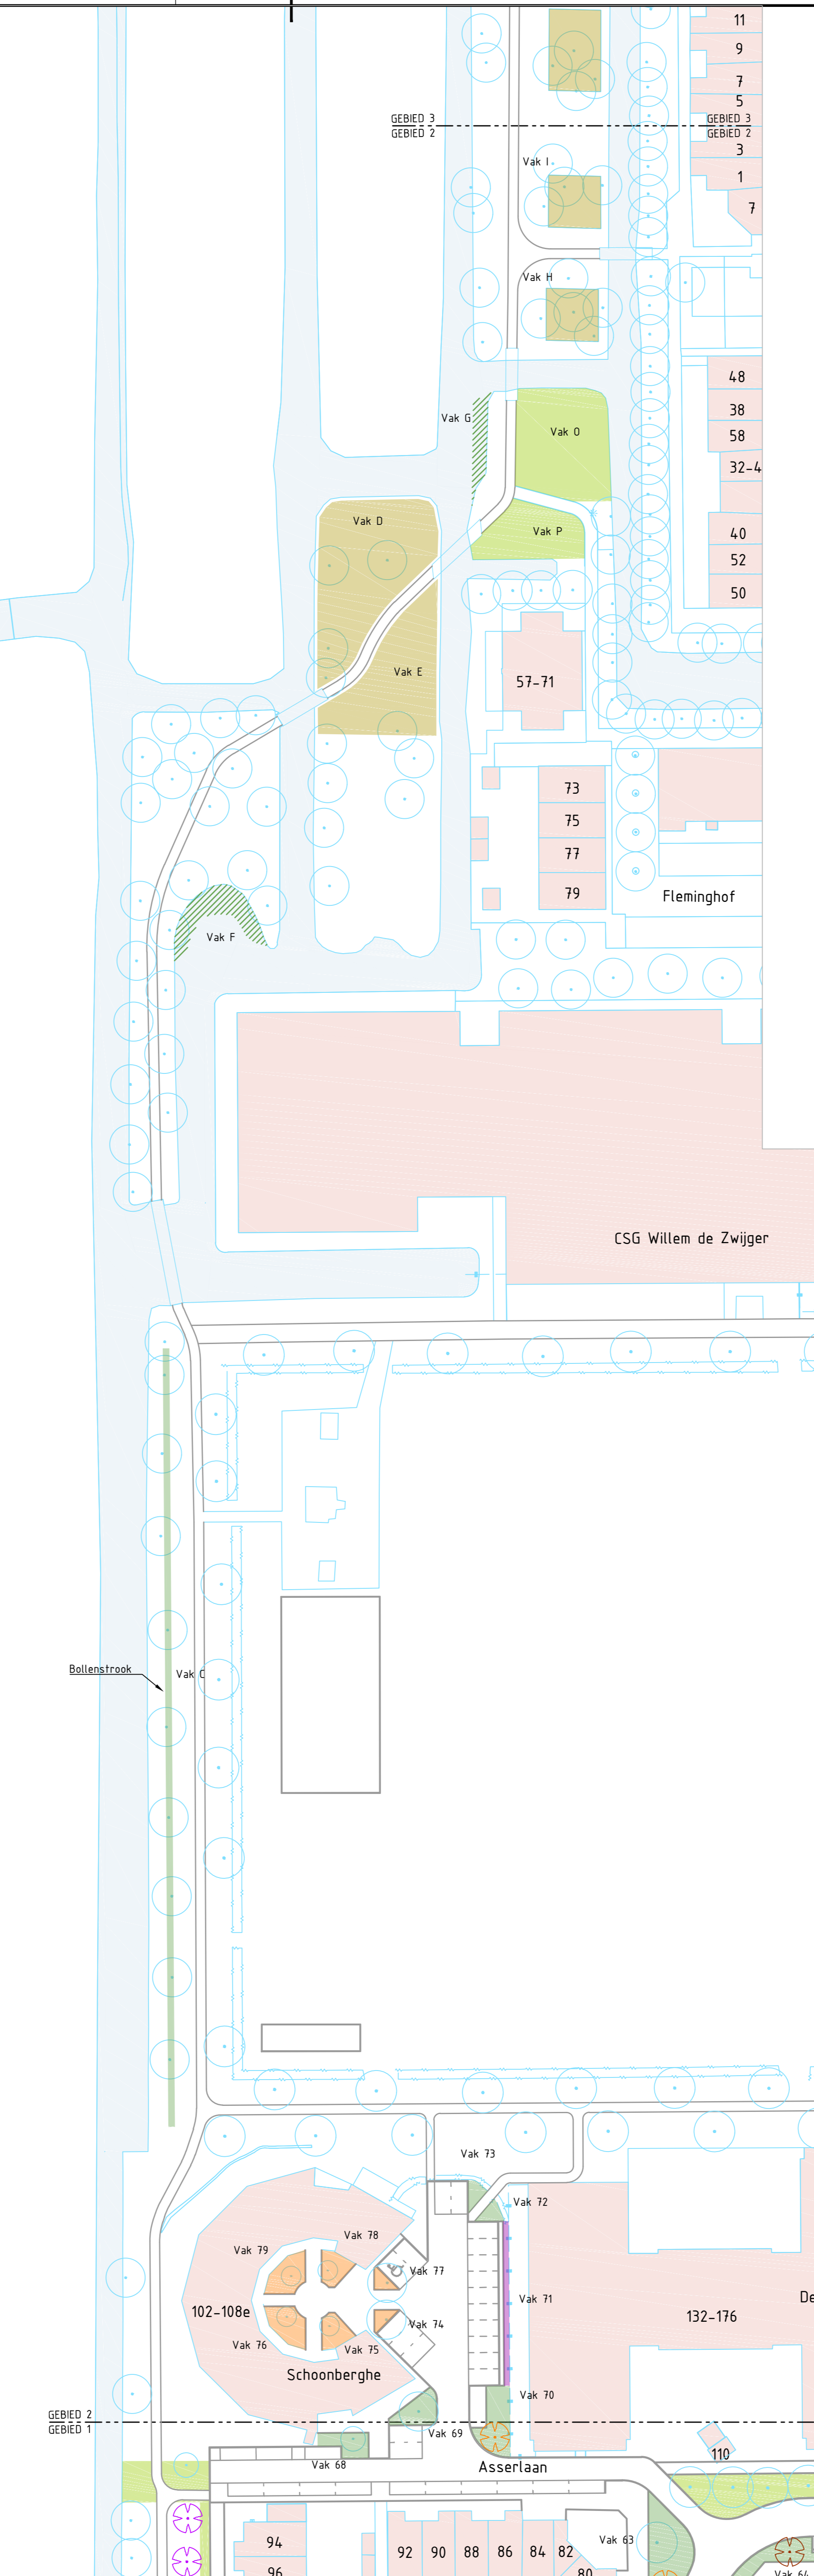 11
9
7
5
GEBIED 3
GEBIED 2
GEBIED 3
GEBIED 2
3
Vak I
1
7
Vak H
48
38
Vak G
Vak O
58
32-4
Vak D
Vak P
40
52
50
Vak E
57-71
73
75
77
79
Fleminghof
Vak F
CSG Willem de Zwijger
Bollenstrook
Vak C
Vak 73
Vak 72
Vak 78
Vak 79
Vak 77
Vak 71
De
102-108e
132-176
Vak 74
Vak 76
Vak 75
Schoonberghe
Vak 70
GEBIED 2
GEBIED 1
Vak 69
110
Vak 68
Asserlaan
94
92
90
88
86
84
82
Vak 63
96
80
Vak 64